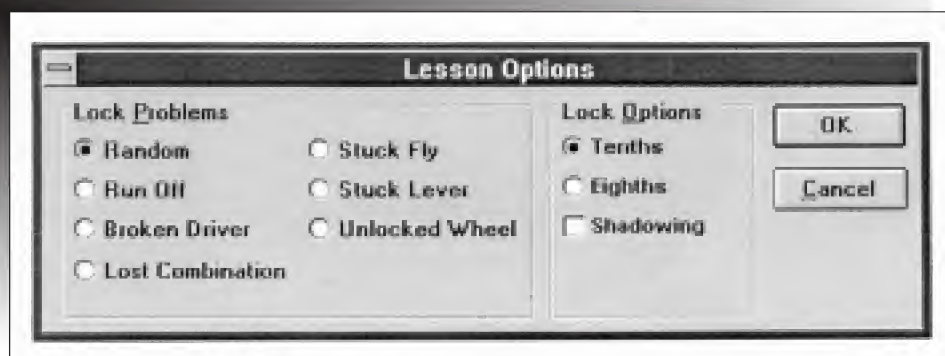 Lesson Options
Lock Problems
Random
Run Off
Broken Driver
Lost Combination
Stuck Fly
Stuck Lever
Unlocked Wheel
Lock Options
Tenths
Eighths
Shadowing
OK
Cancel